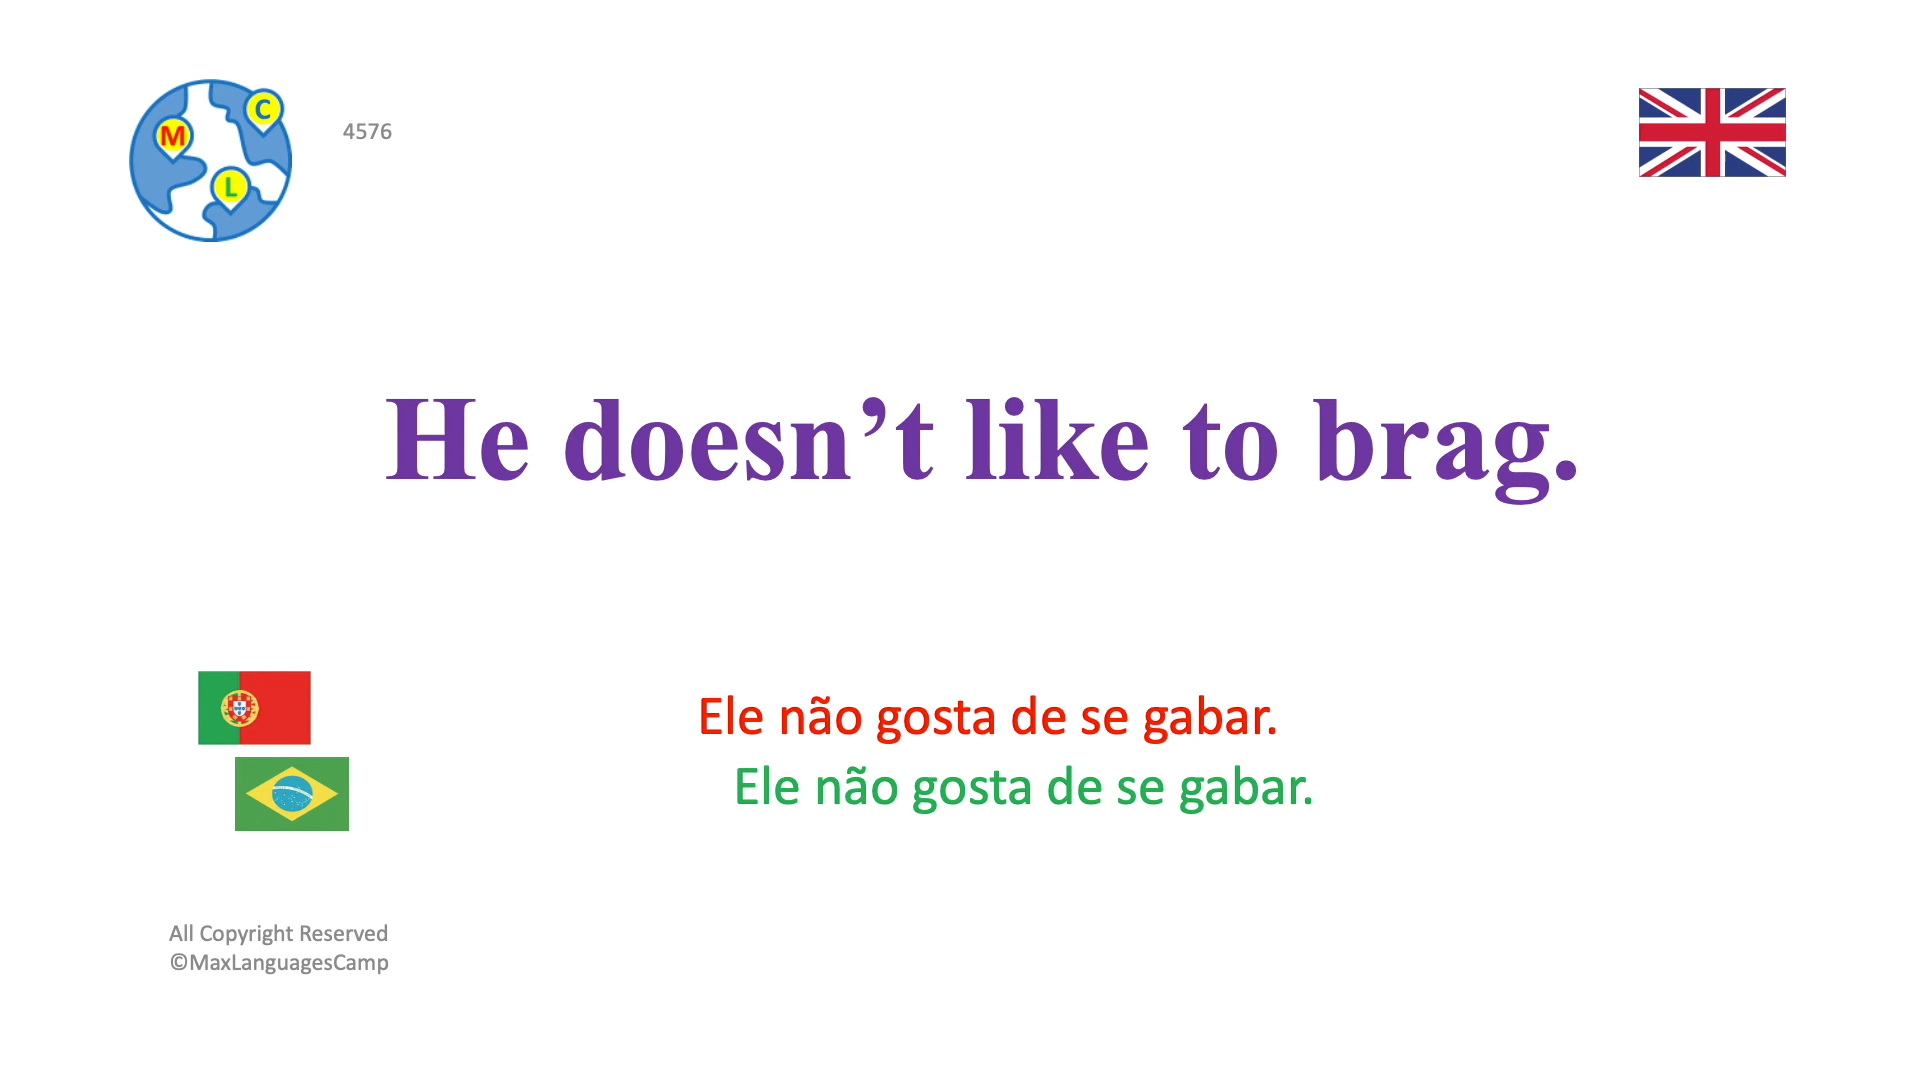 M
C
L
4576
He doesn’t like to brag.
Ele não gosta de se gabar.
Ele não gosta de se gabar.
All Copyright Reserved
©MaxLanguagesCamp